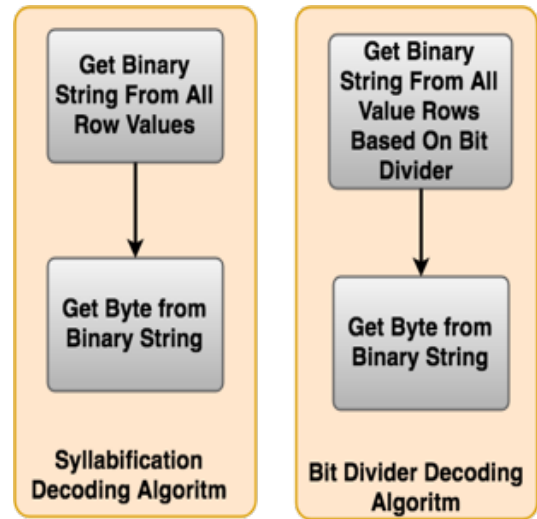 Get Binary
String From All
Row Values
Get Byte from
Binary String
Syllabification
Decoding Algoritm
Get Binary
String From All
Value Rows
Based On Bit
Divider
Get Byte from
Binary String
Bit Divider Decoding
Algoritm